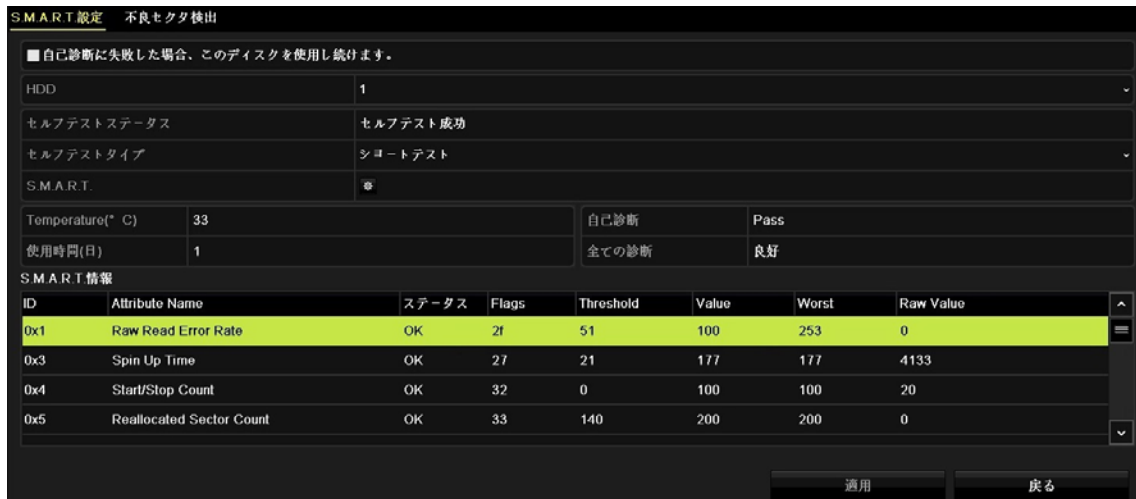 S.M.A.R.T.設定 不良セクタ検出
■自己診断に失敗した場合、このディスクを使用し続けます。
HDD 1
セルフテストステータス セルフテスト成功
セルフテストタイプ ショートテスト
S.M.A.R.T.
Temperature(° C) 33 自己診断 Pass
使用時間(日) 1 全ての診断 良好
S.M.A.R.T.情報
ID Attribute Name ステータス Flags Threshold Value Worst Raw Value
0x1 Raw Read Error Rate OK 2f 51 100 253 0
0x3 Spin Up Time OK 27 21 177 177 4133
0x4 Start/Stop Count OK 32 0 100 100 20
0x5 Reallocated Sector Count OK 33 140 200 200 0
適用 戻る